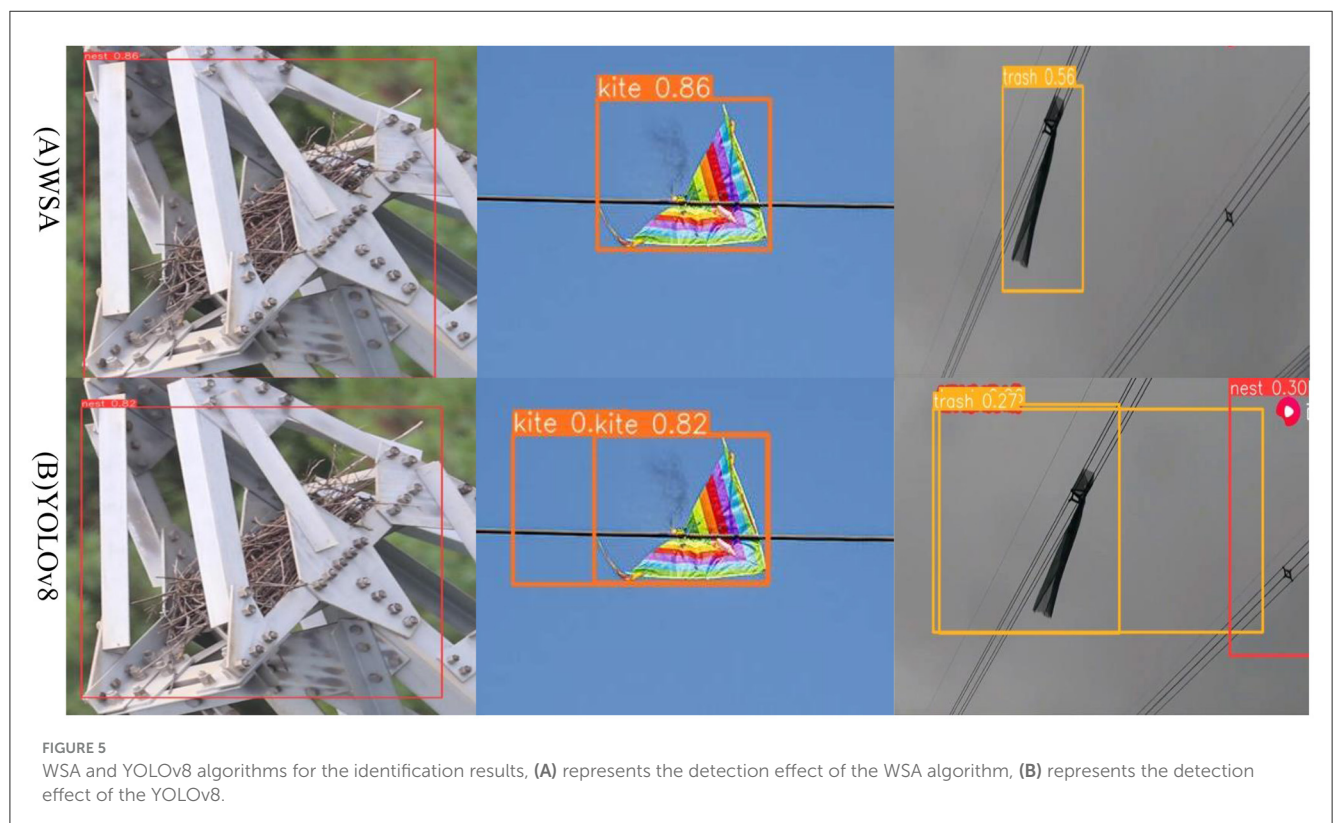 (A)WSA
nest 0.86
kite 0.86
trash 0.56
(B)YOLOv8
nest 0.82
kite 0. kite 0.82
trash 0.27
nest 0.30
FIGURE 5
WSA and YOLOv8 algorithms for the identification results, (A) represents the detection effect of the WSA algorithm, (B) represents the detection
effect of the YOLOv8.